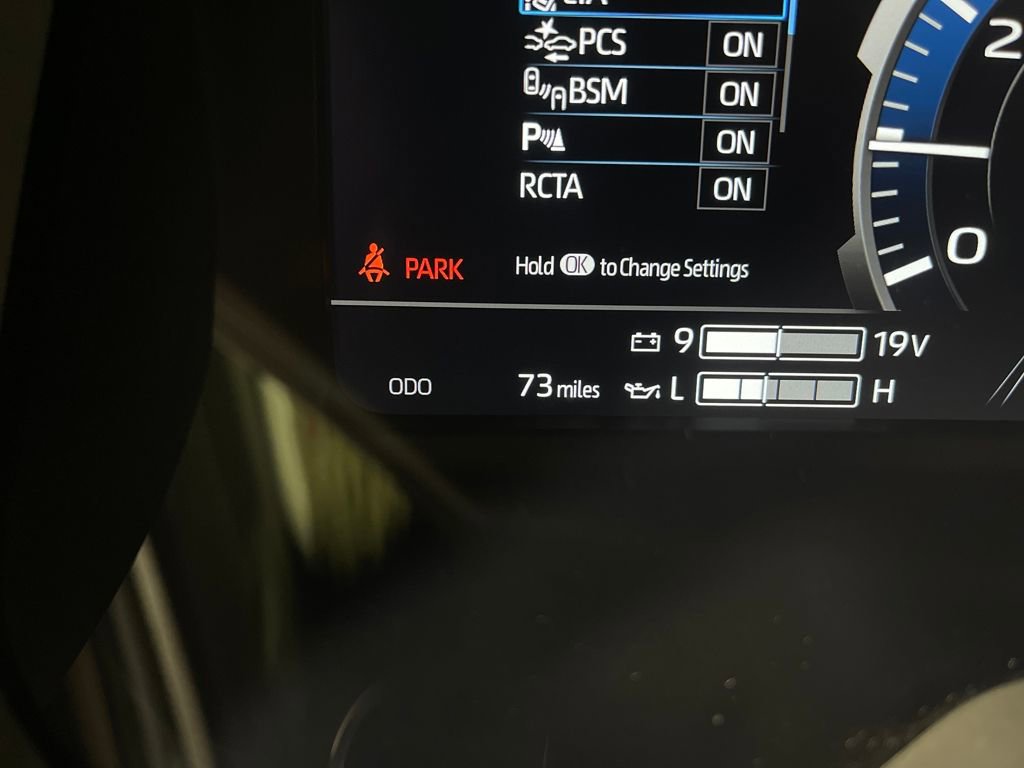 PCS ON
BSM ON
P ON
RCTA ON
PARK Hold OK to Change Settings
2
0
9 19V
ODO 73 miles L H